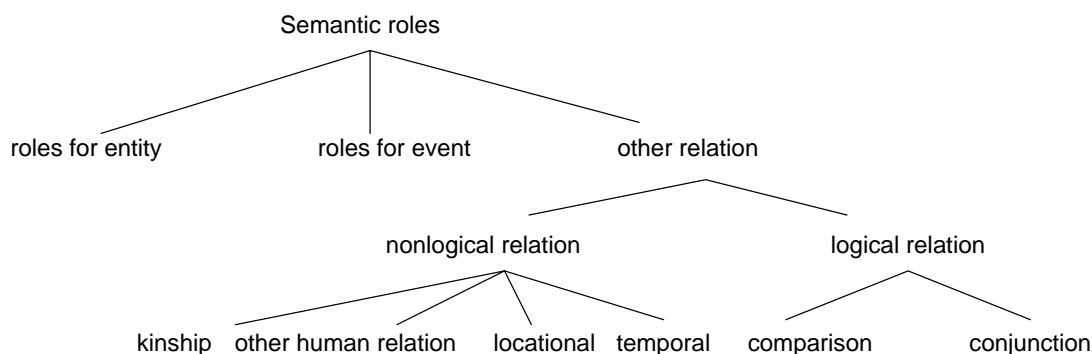 Semantic roles
roles for entity roles for event other relation
nonlogical relation logical relation
kinship other human relation locational temporal comparison conjunction